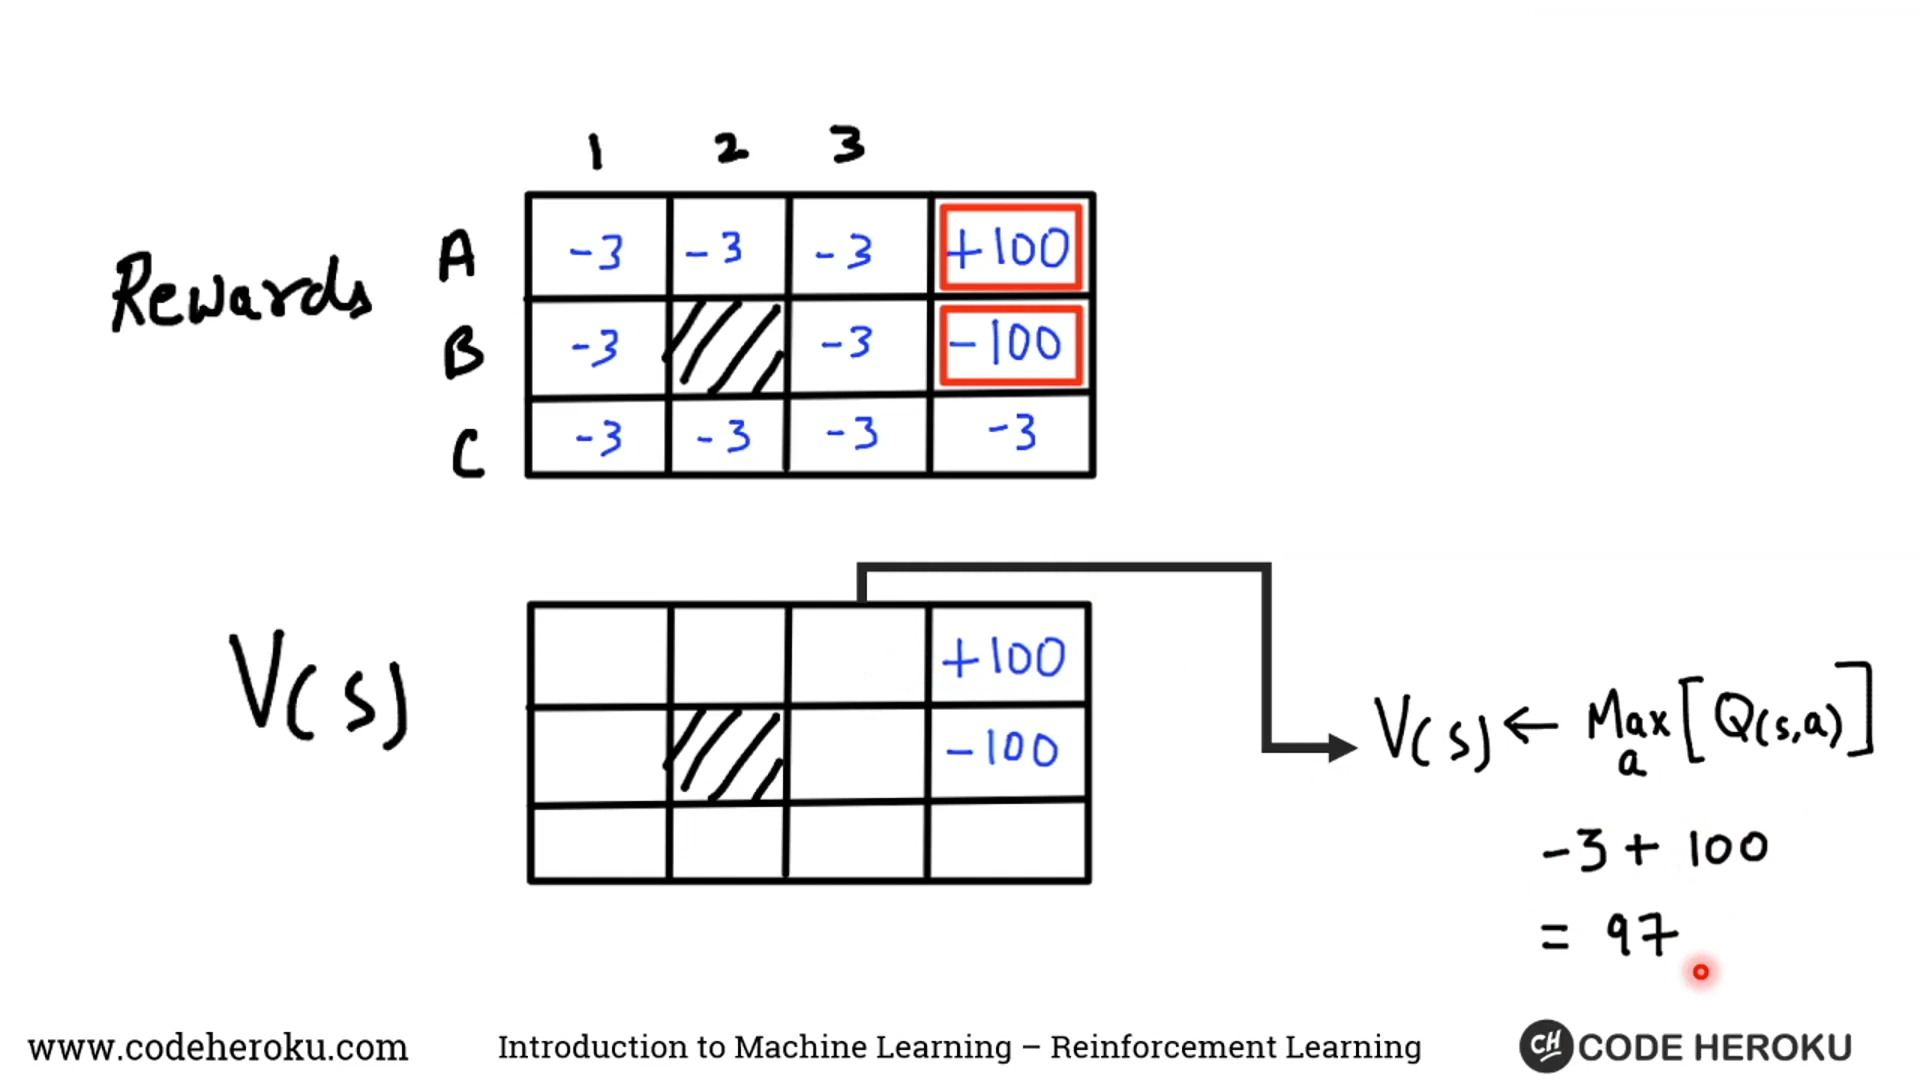 1 2 3
Rewards
A -3 -3 -3 +100
B -3 -3 -100
C -3 -3 -3 -3
V(s)
+100
-100
V(s) ← Max [Q(s,a)]
a
-3 + 100
= 97
www.codeheroku.com
Introduction to Machine Learning – Reinforcement Learning
CH CODE HEROKU